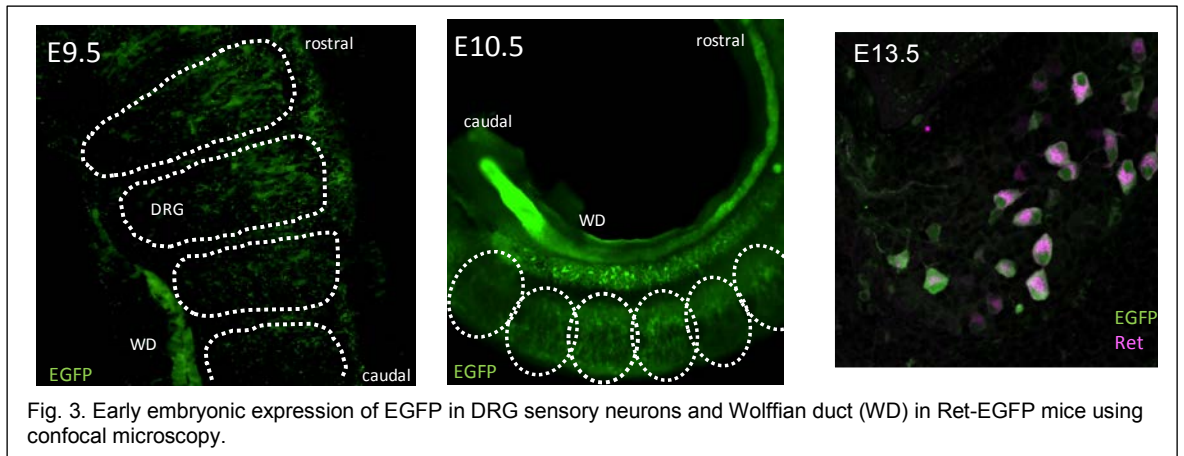 E9.5
rostral
DRG
WD
EGFP
caudal
E10.5
rostral
caudal
WD
EGFP
E13.5
EGFP
Ret
Fig. 3. Early embryonic expression of EGFP in DRG sensory neurons and Wolffian duct (WD) in Ret-EGFP mice using
confocal microscopy.